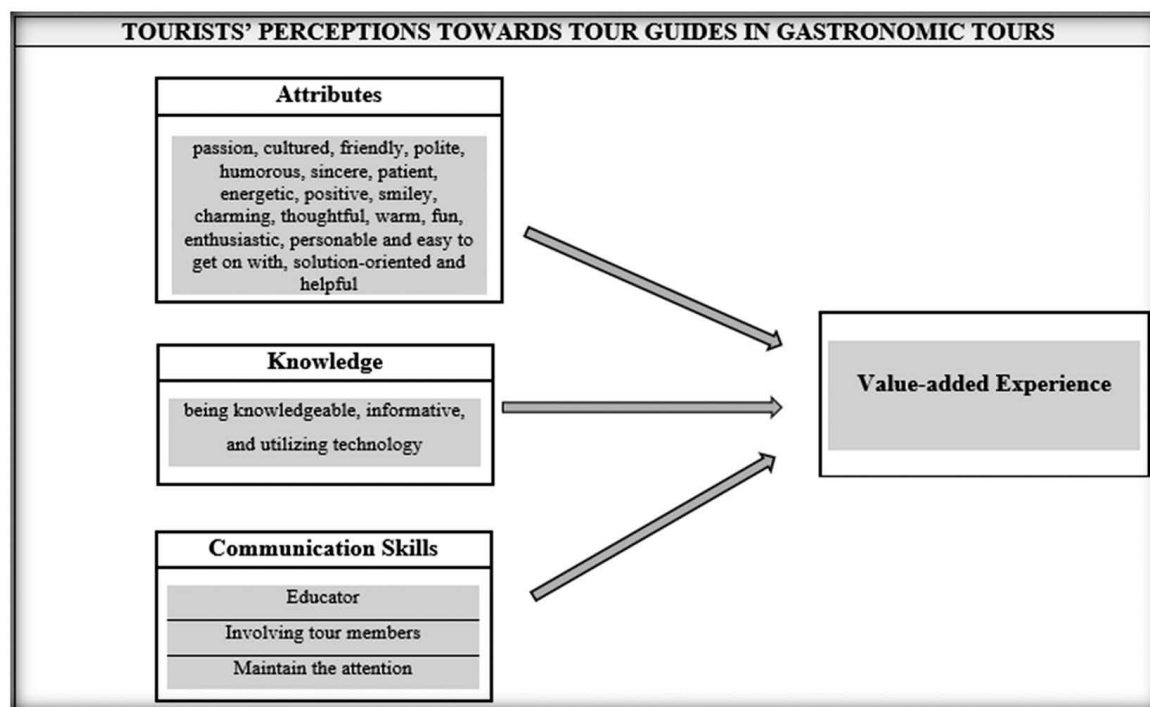 TOURISTS' PERCEPTIONS TOWARDS TOUR GUIDES IN GASTRONOMIC TOURS
Attributes
passion, cultured, friendly, polite,
humorous, sincere, patient,
energetic, positive, smiley,
charming, thoughtful, warm, fun,
enthusiastic, personable and easy to
get on with, solution-oriented and
helpful
Knowledge
being knowledgeable, informative,
and utilizing technology
Communication Skills
Educator
Involving tour members
Maintain the attention
Value-added Experience